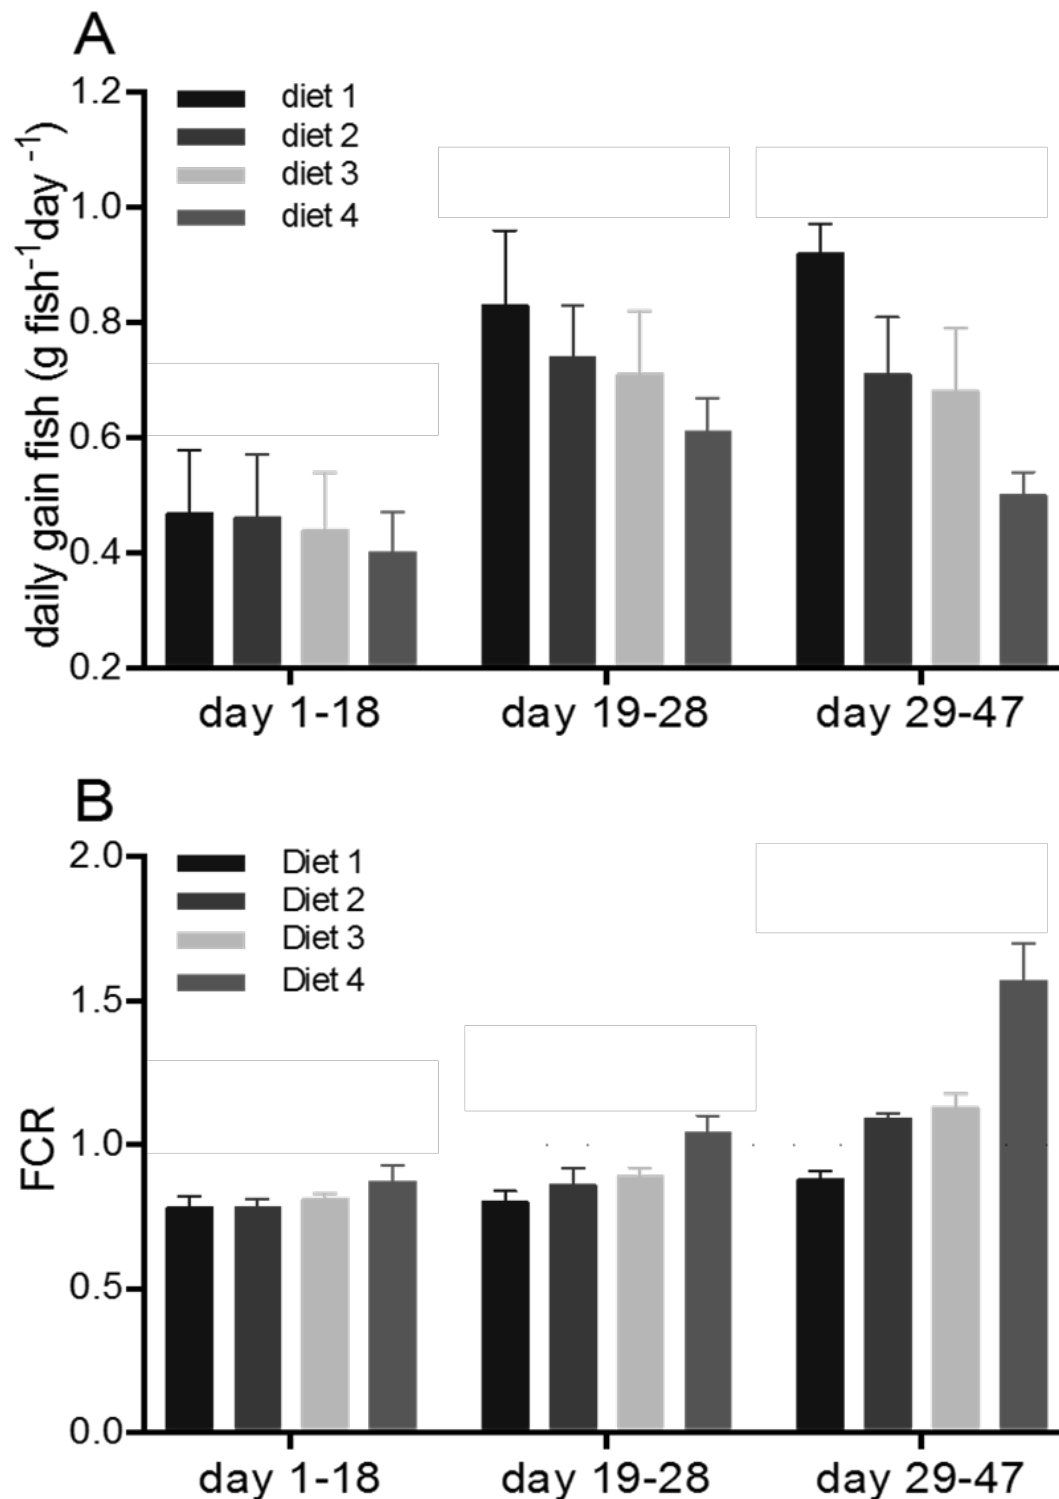 A
daily gain fish (g fish⁻¹day ⁻¹)
1.2
1.0
0.8
0.6
0.4
0.2
diet 1
diet 2
diet 3
diet 4
day 1-18
day 19-28
day 29-47
B
FCR
2.0
1.5
1.0
0.5
0.0
Diet 1
Diet 2
Diet 3
Diet 4
day 1-18
day 19-28
day 29-47